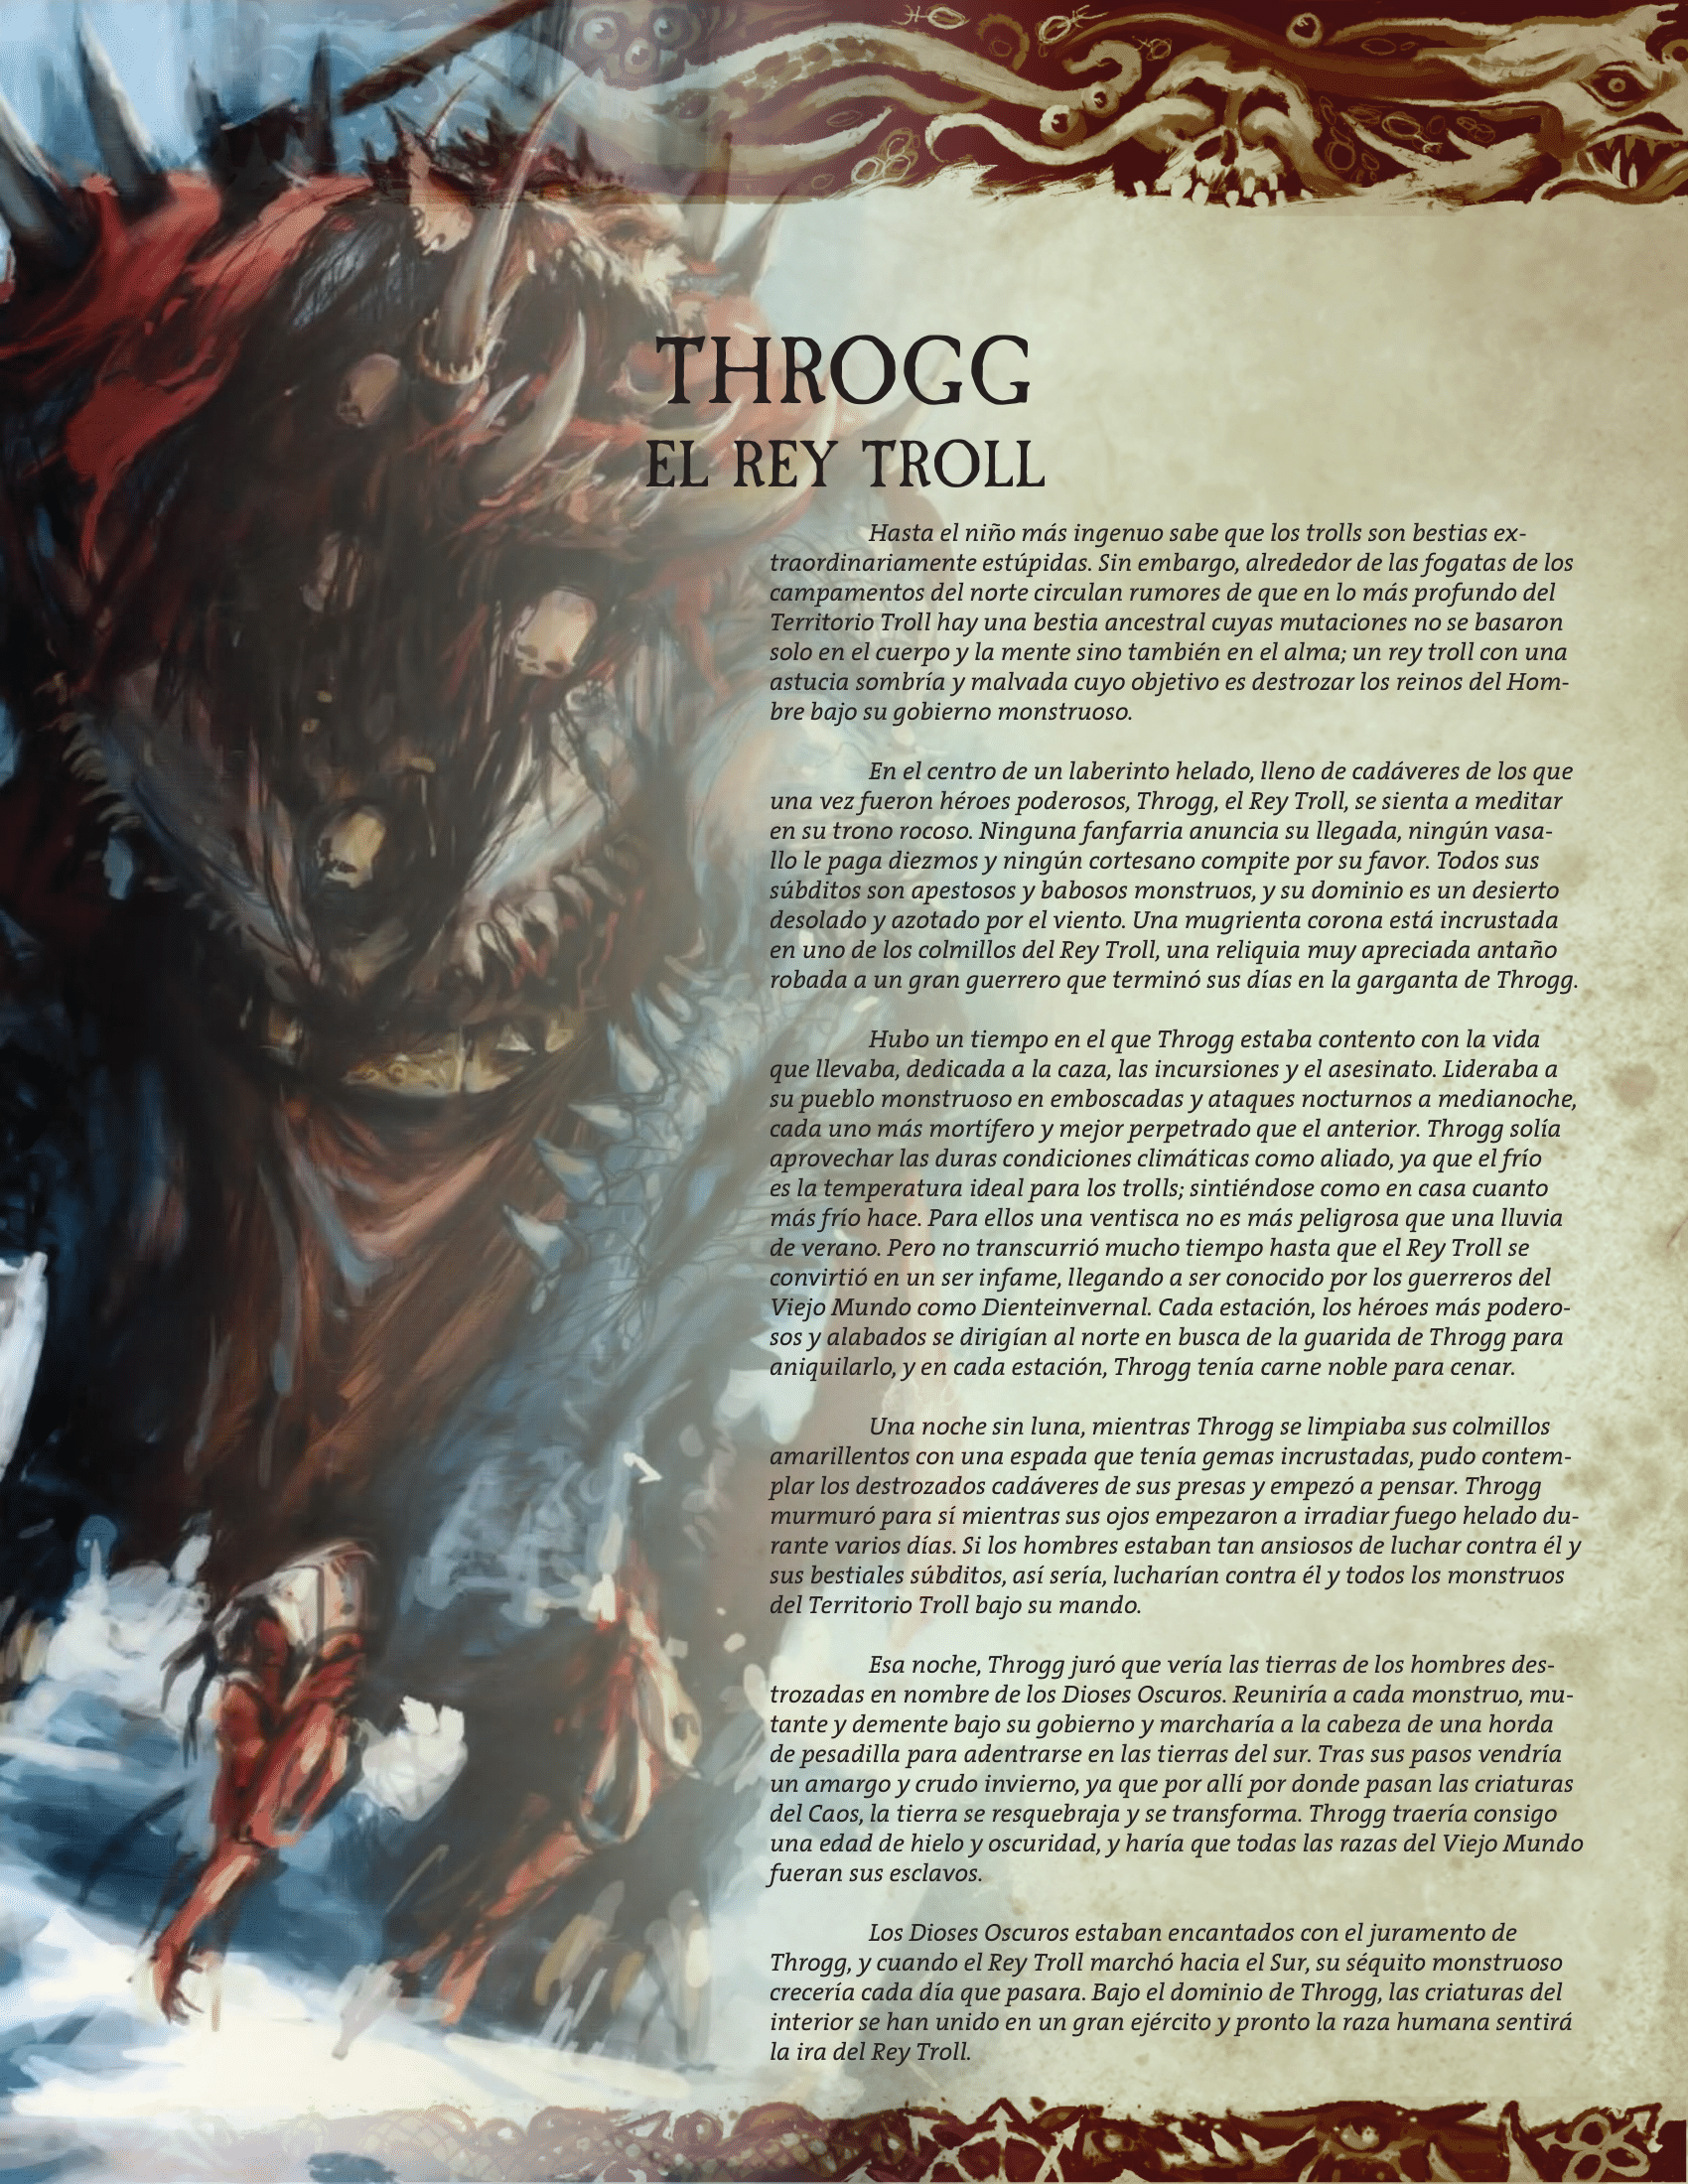 THROGG
EL REY TROLL
Hasta el niño más ingenuo sabe que los trolls son bestias ex-
traordinariamente estúpidas. Sin embargo, alrededor de las fogatas de los
campamentos del norte circulan rumores de que en lo más profundo del
Territorio Troll hay una bestia ancestral cuyas mutaciones no se basaron
solo en el cuerpo y la mente sino también en el alma; un rey troll con una
astucia sombría y malvada cuyo objetivo es destrozar los reinos del Hom-
bre bajo su gobierno monstruoso.
En el centro de un laberinto helado, lleno de cadáveres de los que
una vez fueron héroes poderosos, Throgg, el Rey Troll, se sienta a meditar
en su trono rocoso. Ninguna fanfarria anuncia su llegada, ningún vasa-
llo le paga diezmos y ningún cortesano compite por su favor. Todos sus
súbditos son apestosos y babosos monstruos, y su dominio es un desierto
desolado y azotado por el viento. Una mugrienta corona está incrustada
en uno de los colmillos del Rey Troll, una reliquia muy apreciada antaño
robada a un gran guerrero que terminó sus días en la garganta de Throgg.
Hubo un tiempo en el que Throgg estaba contento con la vida
que llevaba, dedicada a la caza, las incursiones y el asesinato. Lideraba a
su pueblo monstruoso en emboscadas y ataques nocturnos a medianoche,
cada uno más mortífero y mejor perpetrado que el anterior. Throgg solía
aprovechar las duras condiciones climáticas como aliado, ya que el frío
es la temperatura ideal para los trolls; sintiéndose como en casa cuanto
más frío hace. Para ellos una ventisca no es más peligrosa que una lluvia
de verano. Pero no transcurrió mucho tiempo hasta que el Rey Troll se
convirtió en un ser infame, llegando a ser conocido por los guerreros del
Viejo Mundo como Dienteinvernal. Cada estación, los héroes más podero-
sos y alabados se dirigían al norte en busca de la guarida de Throgg para
aniquilarlo, y en cada estación, Throgg tenía carne noble para cenar.
Una noche sin luna, mientras Throgg se limpiaba sus colmillos
amarillentos con una espada que tenía gemas incrustadas, pudo contem-
plar los destrozados cadáveres de sus presas y empezó a pensar. Throgg
murmuró para sí mientras sus ojos empezaron a irradiar fuego helado du-
rante varios días. Si los hombres estaban tan ansiosos de luchar contra él y
sus bestiales súbditos, así sería, lucharían contra él y todos los monstruos
del Territorio Troll bajo su mando.
Esa noche, Throgg juró que vería las tierras de los hombres des-
trozadas en nombre de los Dioses Oscuros. Reuniría a cada monstruo, mu-
tante y demente bajo su gobierno y marcharía a la cabeza de una horda
de pesadilla para adentrarse en las tierras del sur. Tras sus pasos vendría
un amargo y crudo invierno, ya que por allí por donde pasan las criaturas
del Caos, la tierra se resquebraja y se transforma. Throgg traería consigo
una edad de hielo y oscuridad, y haría que todas las razas del Viejo Mundo
fueran sus esclavos.
Los Dioses Oscuros estaban encantados con el juramento de
Throgg, y cuando el Rey Troll marchó hacia el Sur, su séquito monstruoso
crecería cada día que pasara. Bajo el dominio de Throgg, las criaturas del
interior se han unido en un gran ejército y pronto la raza humana sentirá
la ira del Rey Troll.